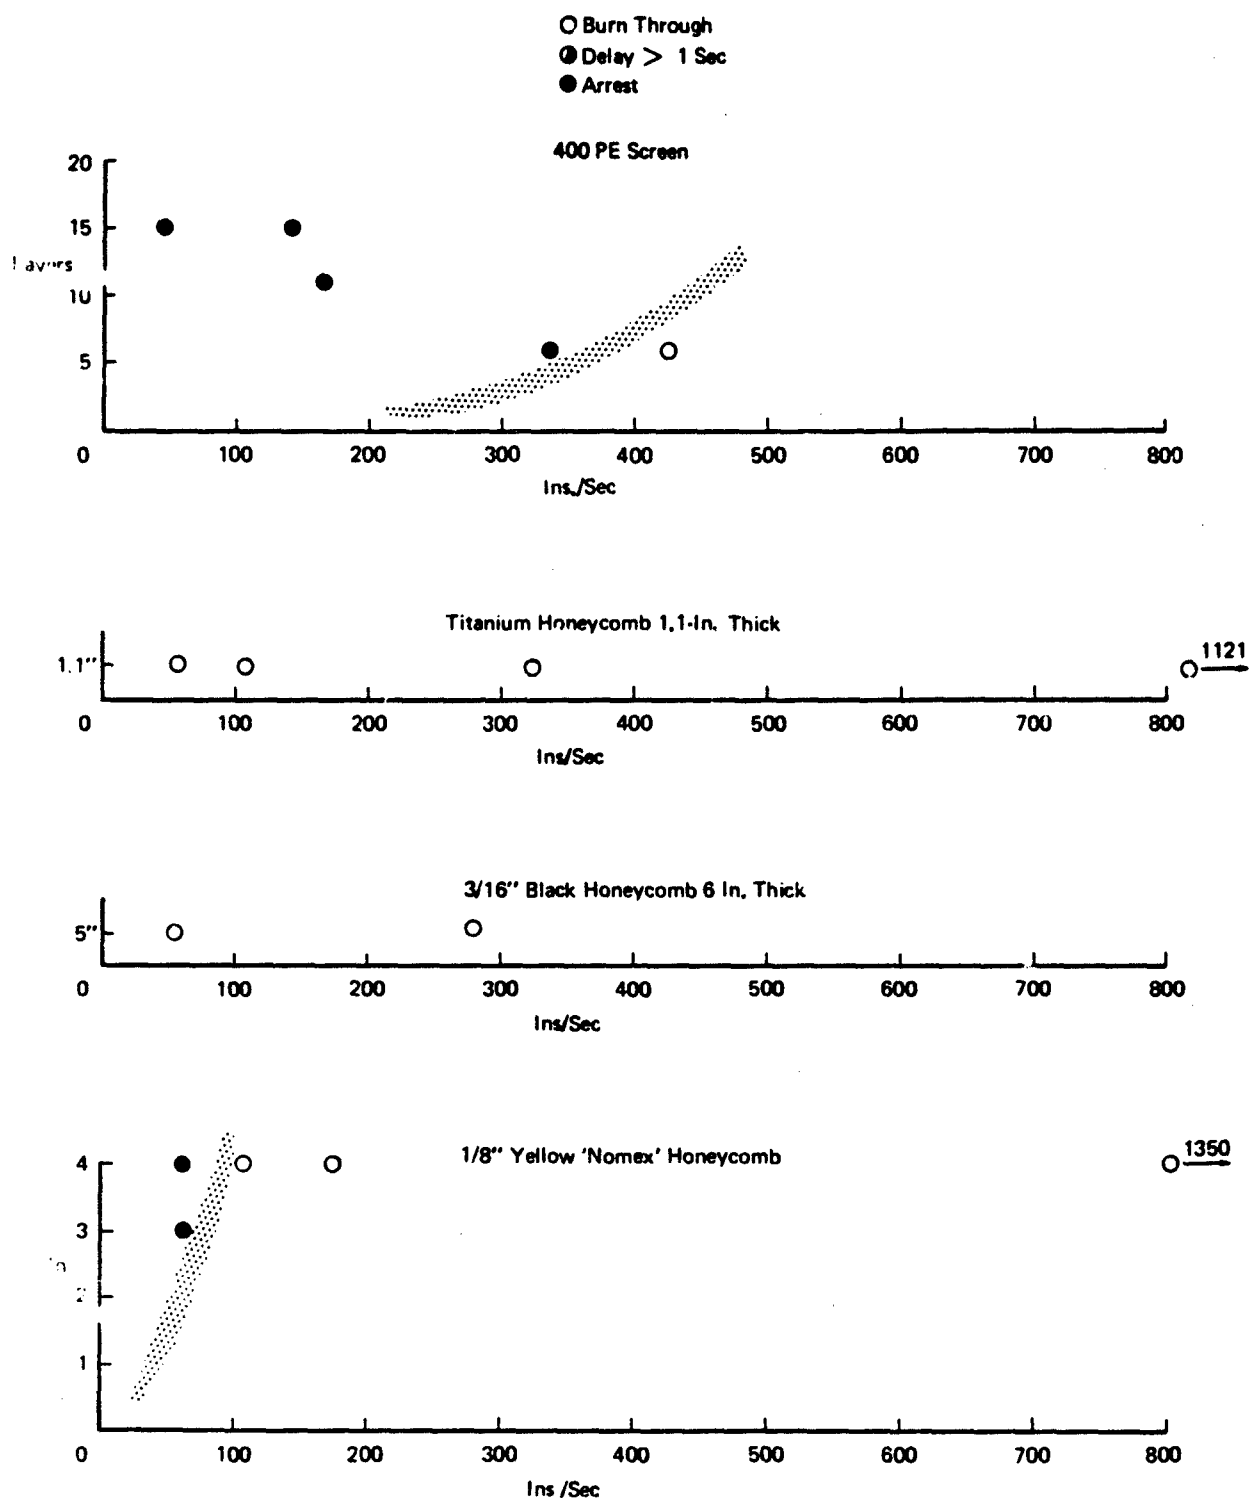 Burn Through
Delay > 1 Sec
Arrest
400 PE Screen
20
15
10
5
0 100 200 300 400 500 600 700 800
Ins./Sec
Titanium Honeycomb 1.1-In. Thick
1121
1.1"
0 100 200 300 400 500 600 700 800
Ins/Sec
3/16" Black Honeycomb 6 In. Thick
5"
0 100 200 300 400 500 600 700 800
Ins/Sec
1/8" Yellow 'Nomex' Honeycomb
1350
4
3
2
1
0 100 200 300 400 500 600 700 800
Ins /Sec